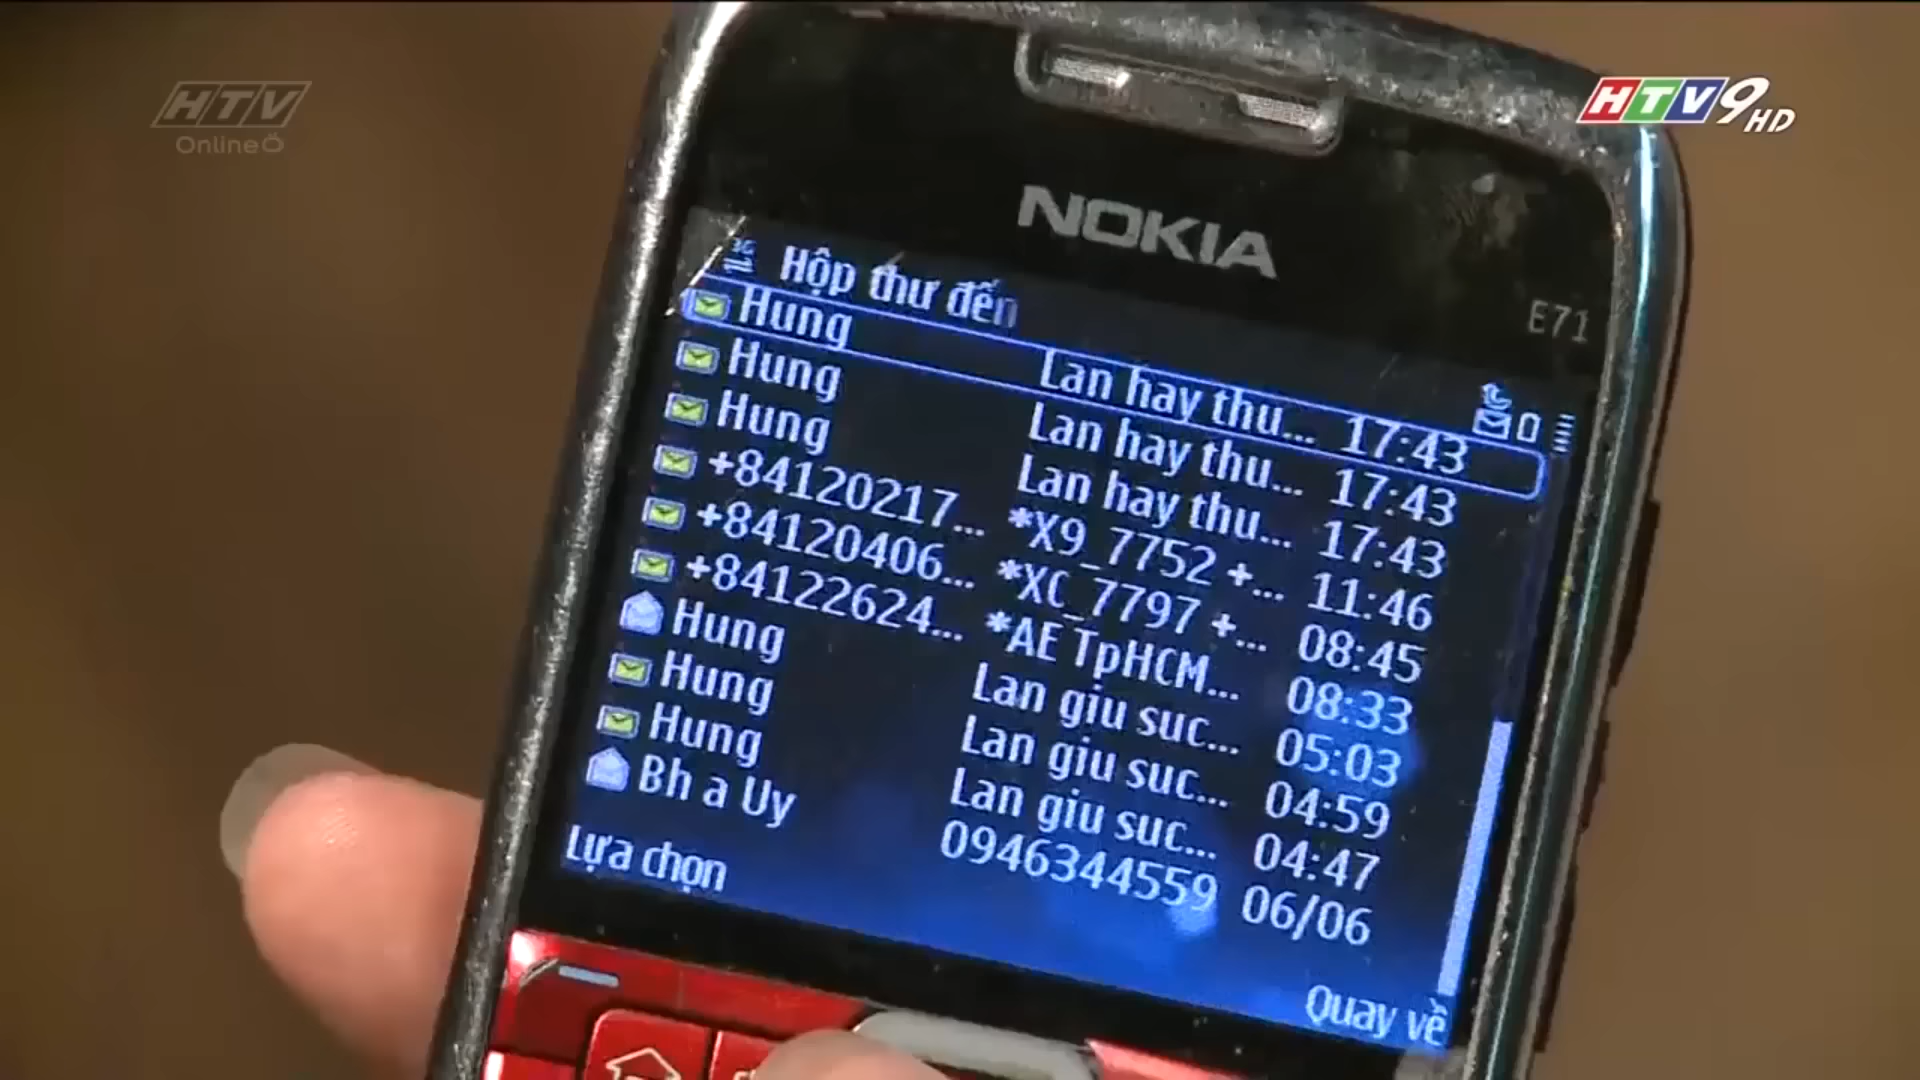 HTV
Online
HTV9 HD
NOKIA
E71
3G
Hộp thư đến
Hung Lan hay thu... 17:43
Hung Lan hay thu... 17:43
Hung Lan hay thu... 17:43
+84120217... *X9_7752 +... 11:46
+84120406... *XC_7797 +... 08:45
+84122624... *AE TpHCM... 08:33
Hung Lan giu suc... 05:03
Hung Lan giu suc... 04:59
Hung Lan giu suc... 04:47
Bh a Uy 0946344559 06/06
Lựa chọn
Quay về